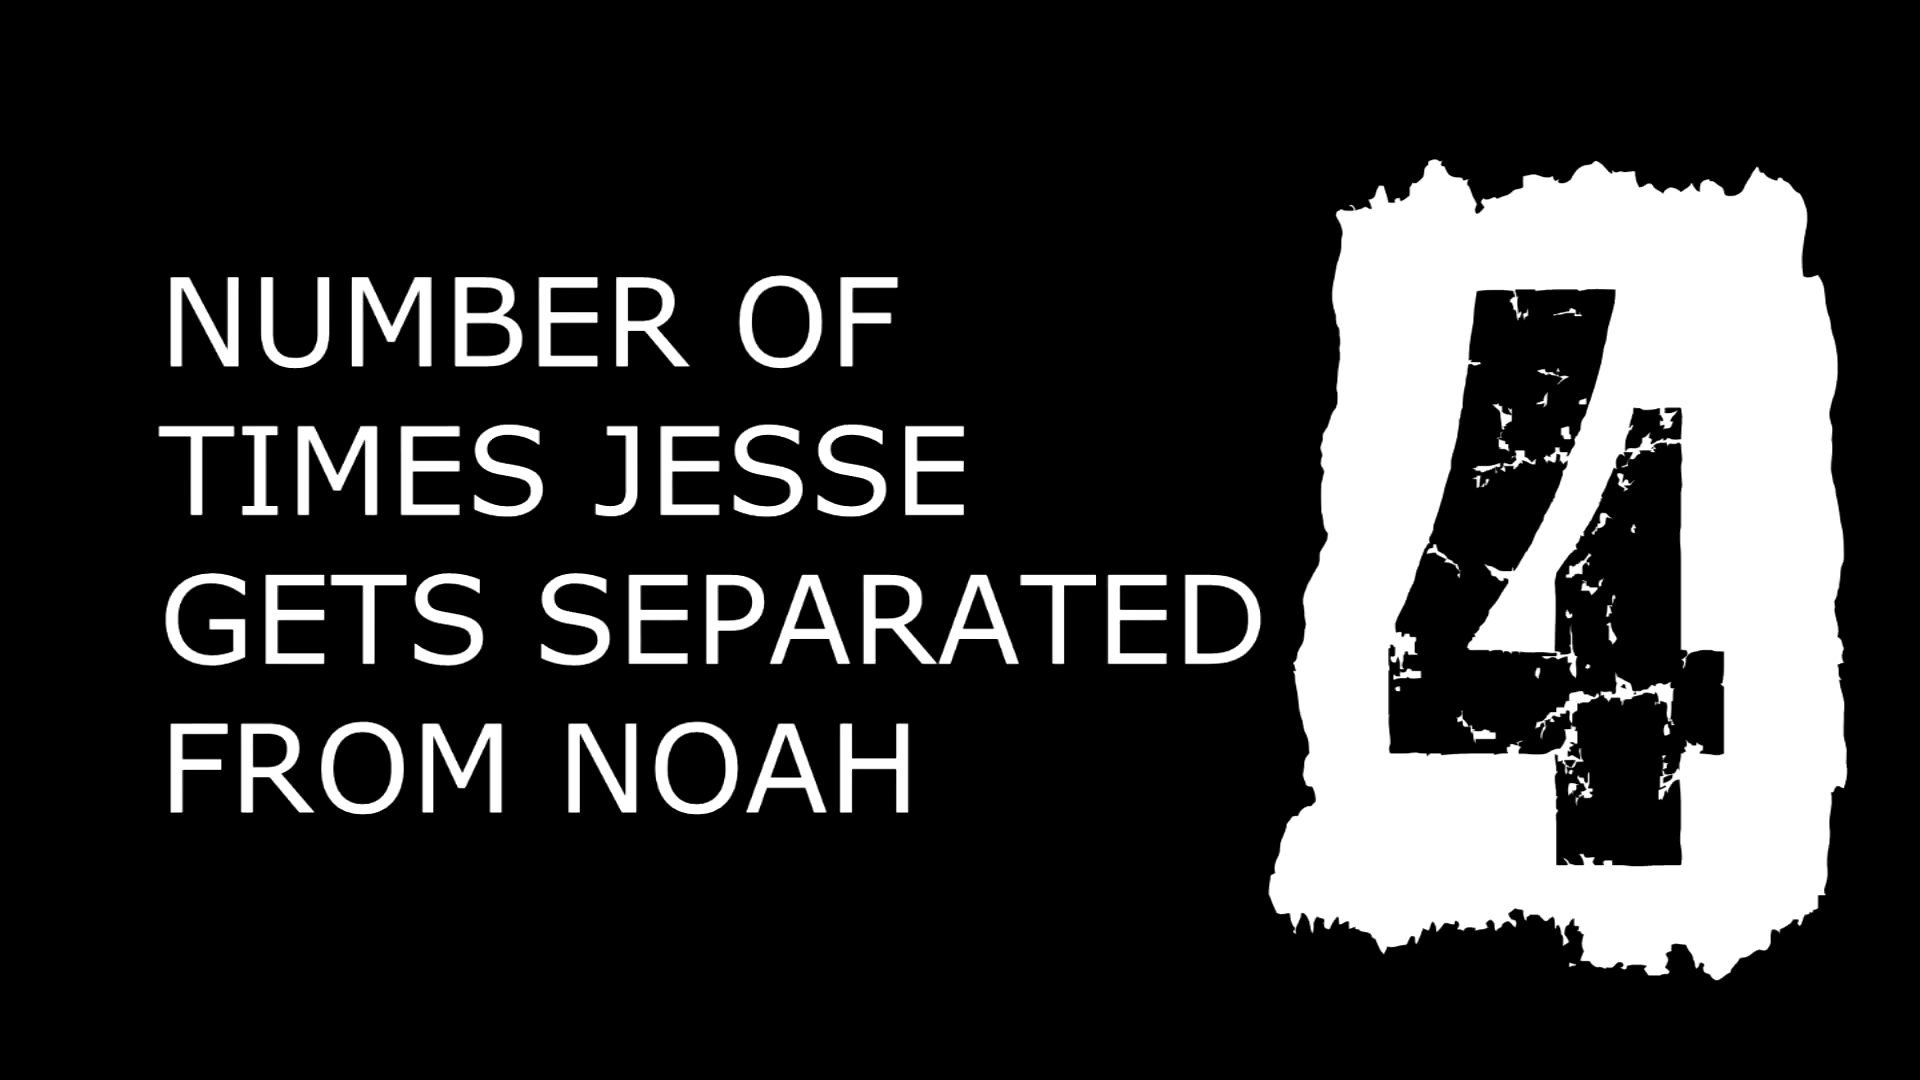 NUMBER OF
TIMES JESSE
GETS SEPARATED
FROM NOAH
4